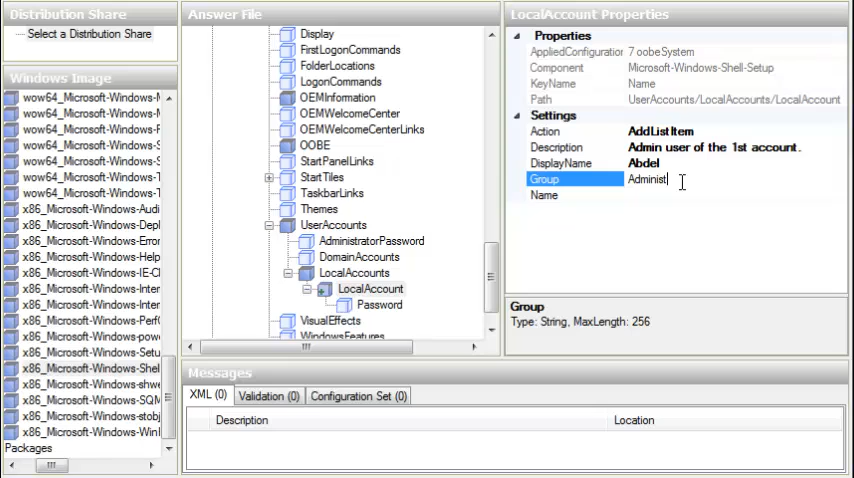 Distribution Share
Select a Distribution Share
Windows Image
wow64_Microsoft-Windows-M
wow64_Microsoft-Windows-F
wow64_Microsoft-Windows-P
wow64_Microsoft-Windows-S
wow64_Microsoft-Windows-S
wow64_Microsoft-Windows-T
wow64_Microsoft-Windows-T
x86_Microsoft-Windows-Audi
x86_Microsoft-Windows-Depl
x86_Microsoft-Windows-Error
x86_Microsoft-Windows-Help
x86_Microsoft-Windows-IE-Cl
x86_Microsoft-Windows-Inter
x86_Microsoft-Windows-Inter
x86_Microsoft-Windows-PerfC
x86_Microsoft-Windows-powe
x86_Microsoft-Windows-Setu
x86_Microsoft-Windows-Shel
x86_Microsoft-Windows-shwe
x86_Microsoft-Windows-SQM
x86_Microsoft-Windows-stobj
x86_Microsoft-Windows-WinI
Packages
Answer File
Display
FirstLogonCommands
FolderLocations
LogonCommands
OEMInformation
OEMWelcomeCenter
OEMWelcomeCenterLinks
OOBE
StartPanelLinks
StartTiles
TaskbarLinks
Themes
UserAccounts
AdministratorPassword
DomainAccounts
LocalAccounts
LocalAccount
Password
VisualEffects
WindowsFeatures
LocalAccount Properties
Properties
AppliedConfiguration 7 oobeSystem
Component Microsoft-Windows-Shell-Setup
KeyName Name
Path UserAccounts/LocalAccounts/LocalAccount
Settings
Action AddListItem
Description Admin user of the 1st account.
DisplayName Abdel
Group Administ
Name
Group
Type: String, MaxLength: 256
Messages
XML (0) Validation (0) Configuration Set (0)
Description Location